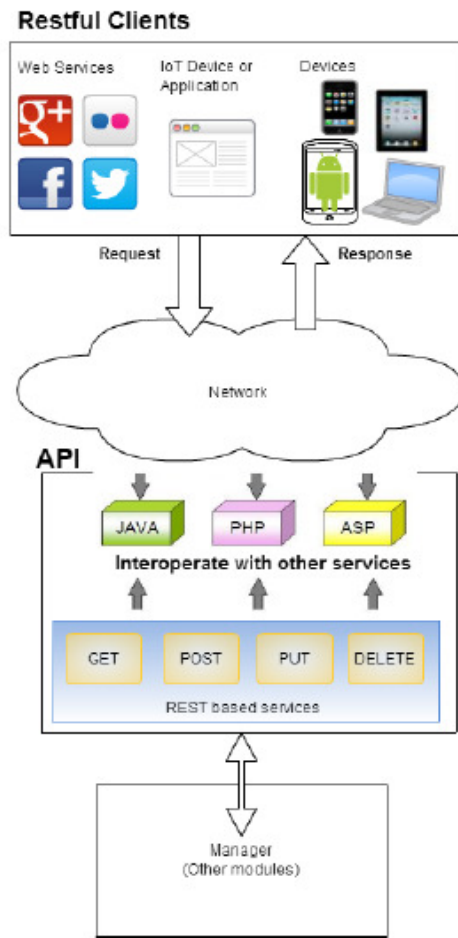 Restful Clients
Web Services
IoT Device or
Application
Devices
g+
f
Request
Response
Network
API
JAVA
PHP
ASP
Interoperate with other services
GET
POST
PUT
DELETE
REST based services
Manager
(Other modules)